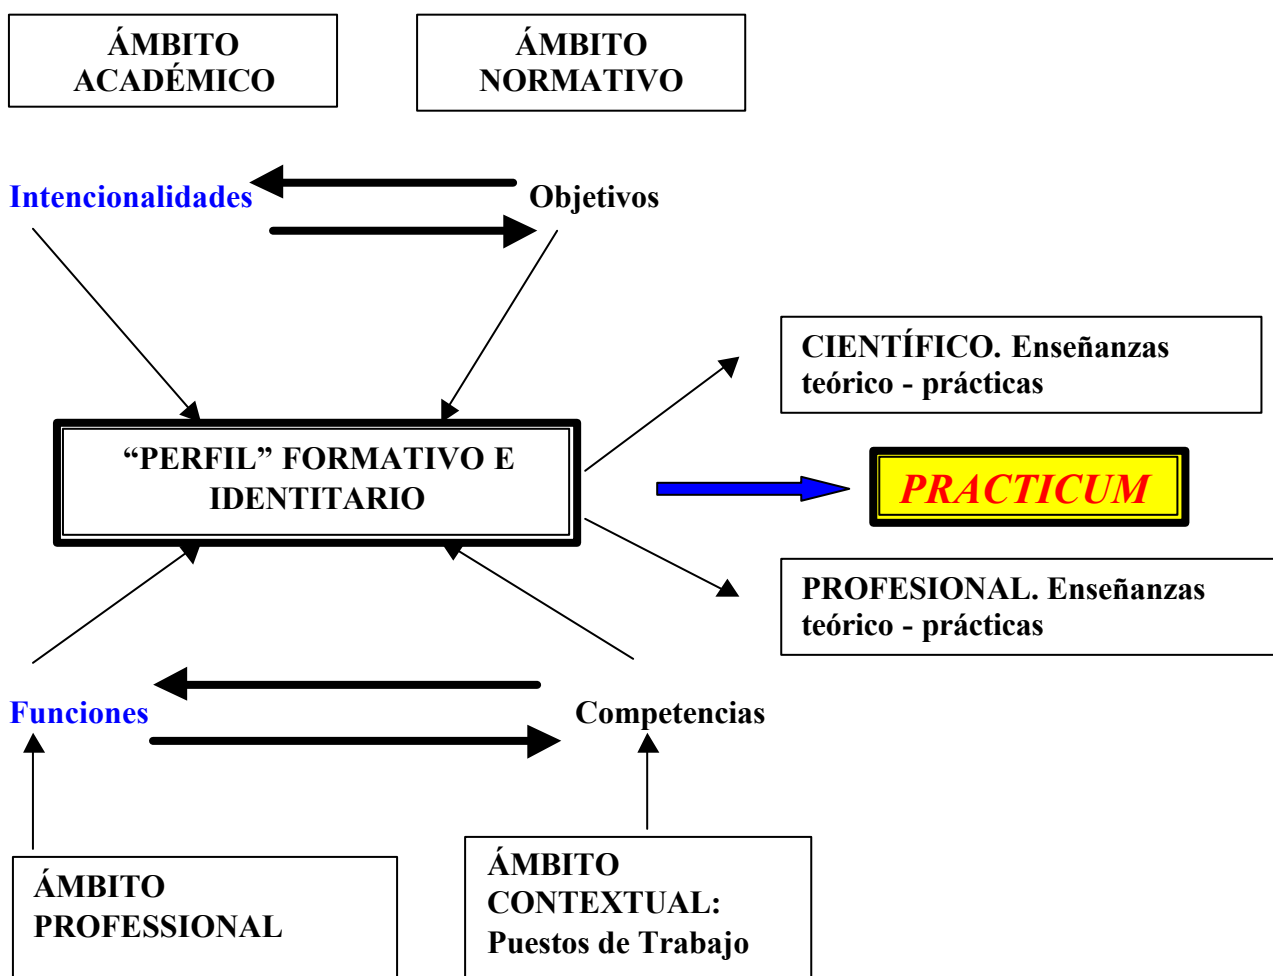 ÁMBITO
ACADÉMICO
ÁMBITO
NORMATIVO
Intencionalidades
Objetivos
CIENTÍFICO. Enseñanzas
teórico - prácticas
“PERFIL” FORMATIVO E
IDENTITARIO
PRACTICUM
PROFESIONAL. Enseñanzas
teórico - prácticas
Funciones
Competencias
ÁMBITO
PROFESSIONAL
ÁMBITO
CONTEXTUAL:
Puestos de Trabajo